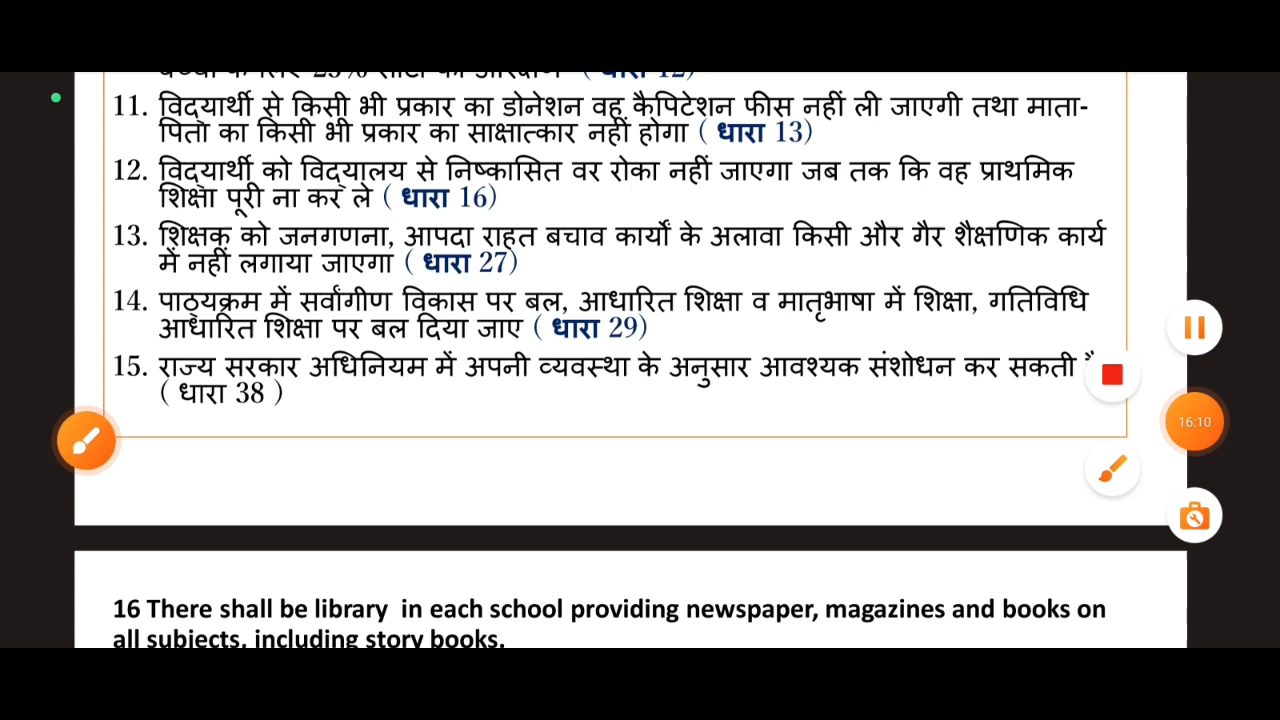 11. विद्यार्थी से किसी भी प्रकार का डोनेशन वह कैपिटेशन फीस नहीं ली जाएगी तथा माता-
पिता का किसी भी प्रकार का साक्षात्कार नहीं होगा ( धारा 13)
12. विद्यार्थी को विद्यालय से निष्कासित वर रोका नहीं जाएगा जब तक कि वह प्राथमिक
शिक्षा पूरी ना कर ले ( धारा 16)
13. शिक्षक को जनगणना, आपदा राहत बचाव कार्यों के अलावा किसी और गैर शैक्षणिक कार्य
में नहीं लगाया जाएगा ( धारा 27)
14. पाठ्यक्रम में सर्वांगीण विकास पर बल, आधारित शिक्षा व मातृभाषा में शिक्षा, गतिविधि
आधारित शिक्षा पर बल दिया जाए ( धारा 29)
15. राज्य सरकार अधिनियम में अपनी व्यवस्था के अनुसार आवश्यक संशोधन कर सकती
( धारा 38 )
16:10
16 There shall be library in each school providing newspaper, magazines and books on
all subjects, including story books.